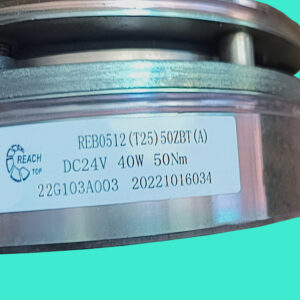 REACH
TOP
REB0512(T25)50ZBT(A)
DC24V 40W 50Nm
22G103A003 20221016034